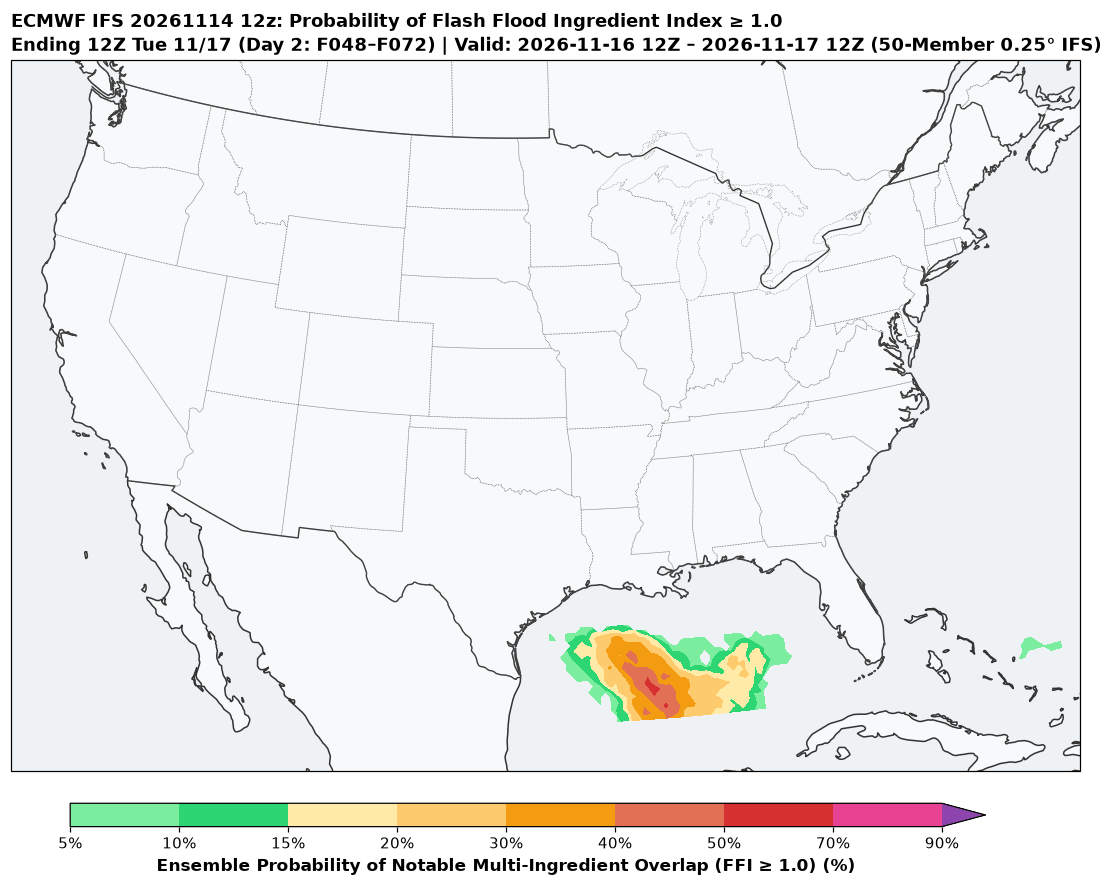 ECMWF IFS 20261114 12z: Probability of Flash Flood Ingredient Index ≥ 1.0
Ending 12Z Tue 11/17 (Day 2: F048–F072) | Valid: 2026-11-16 12Z – 2026-11-17 12Z (50-Member 0.25° IFS)
5% 10% 15% 20% 30% 40% 50% 70% 90%
Ensemble Probability of Notable Multi-Ingredient Overlap (FFI ≥ 1.0) (%)